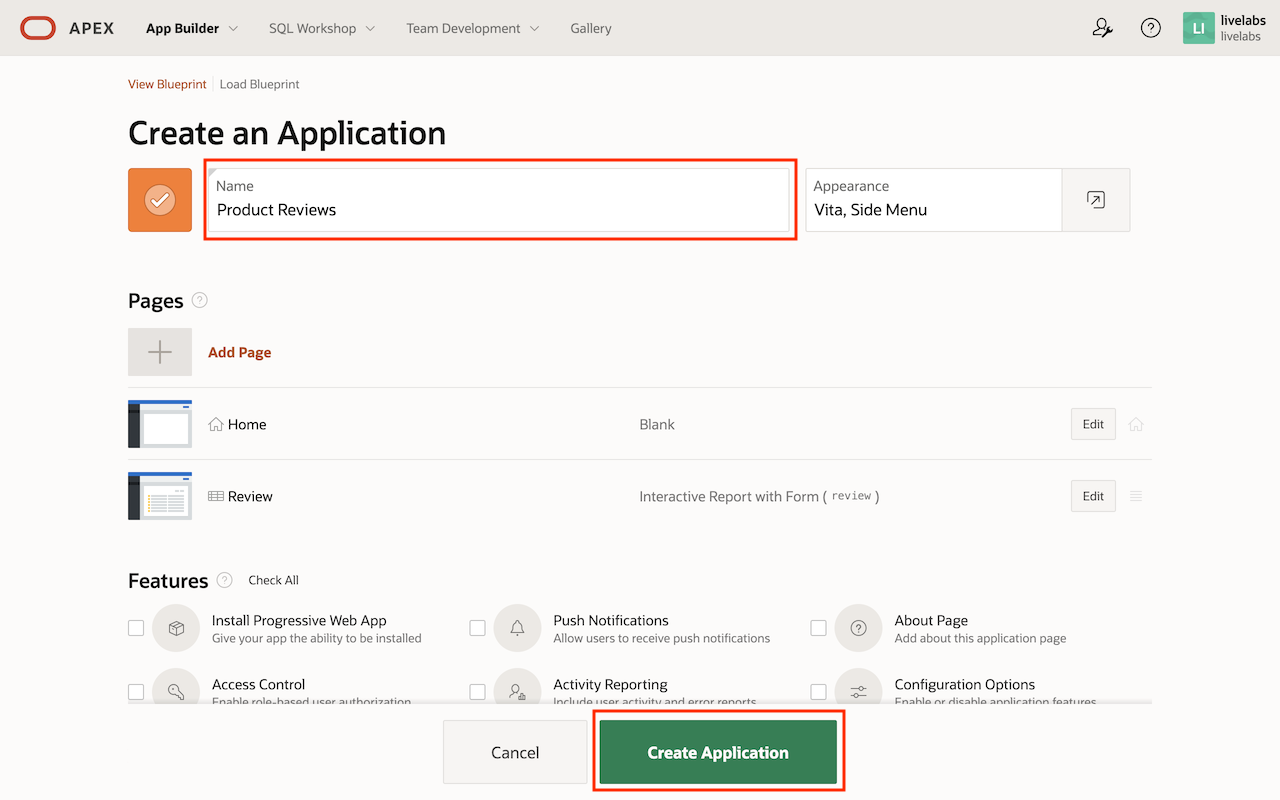 APEX App Builder SQL Workshop Team Development Gallery
LI livelabs
livelabs
View Blueprint Load Blueprint
Create an Application
Name
Product Reviews
Appearance
Vita, Side Menu
Pages ?
Add Page
Home Blank Edit
Review Interactive Report with Form ( review ) Edit
Features ? Check All
Install Progressive Web App
Give your app the ability to be installed
Push Notifications
Allow users to receive push notifications
About Page
Add about this application page
Access Control
Enable role-based user authorization
Activity Reporting
Include user activity and error reports
Configuration Options
Enable or disable application features
Cancel Create Application